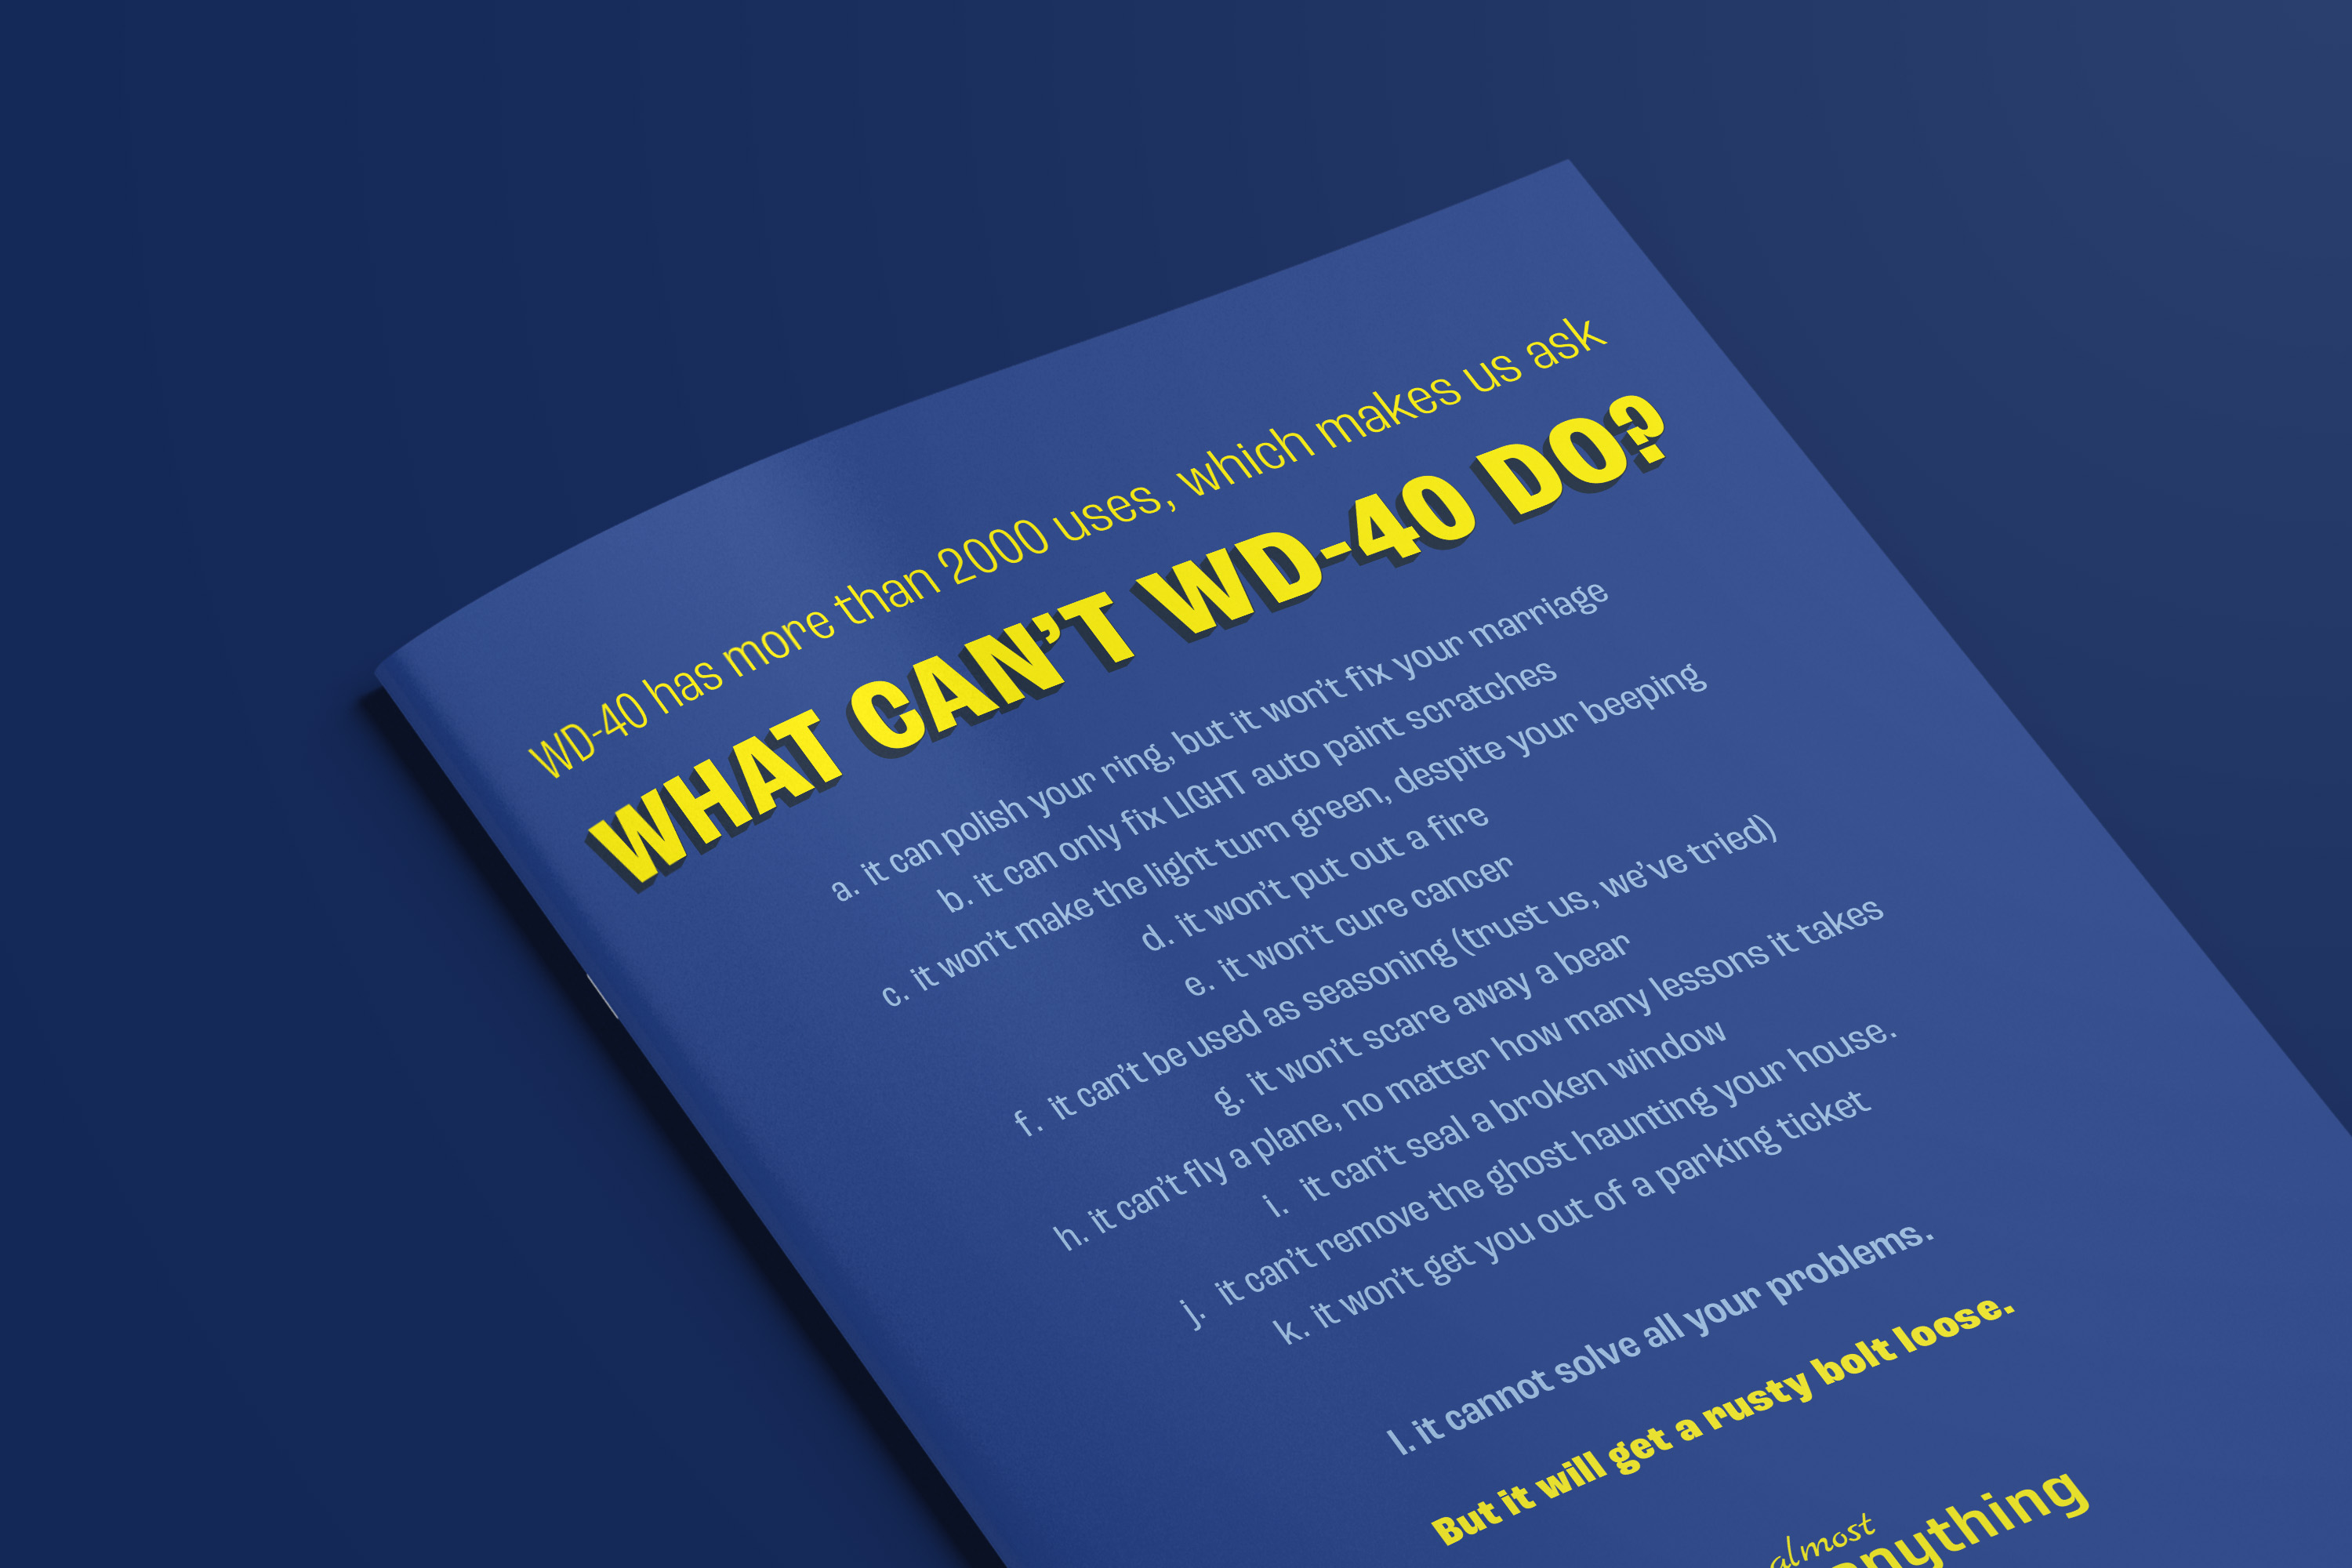 WD-40 has more than 2000 uses, which makes us ask
WHAT CAN'T WD-40 DO?
a. it can polish your ring, but it won't fix your marriage
b. it can only fix LIGHT auto paint scratches
c. it won't make the light turn green, despite your beeping
d. it won't put out a fire
e. it won't cure cancer
f. it can't be used as seasoning (trust us, we've tried)
g. it won't scare away a bear
h. it can't fly a plane, no matter how many lessons it takes
i. it can't seal a broken window
j. it can't remove the ghost haunting your house.
k. it won't get you out of a parking ticket
l. it cannot solve all your problems.
But it will get a rusty bolt loose.
almost